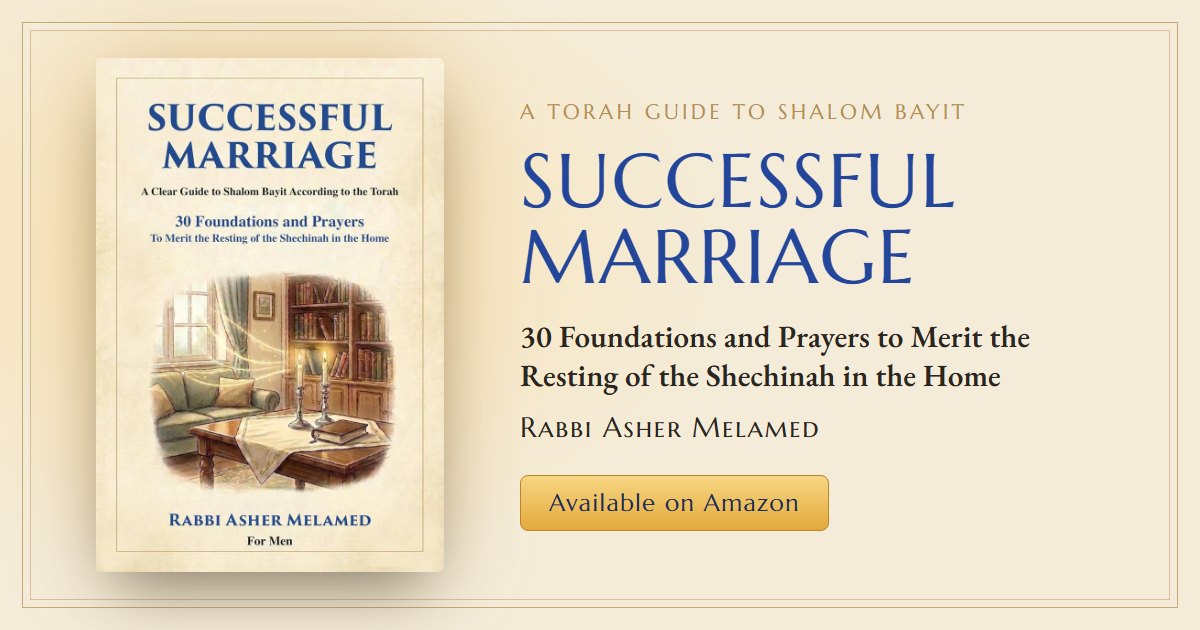 SUCCESSFUL
MARRIAGE
A Clear Guide to Shalom Bayit According to the Torah
30 Foundations and Prayers
To Merit the Resting of the Shechinah in the Home
RABBI ASHER MELAMED
For Men
A TORAH GUIDE TO SHALOM BAYIT
SUCCESSFUL
MARRIAGE
30 Foundations and Prayers to Merit the
Resting of the Shechinah in the Home
RABBI ASHER MELAMED
Available on Amazon